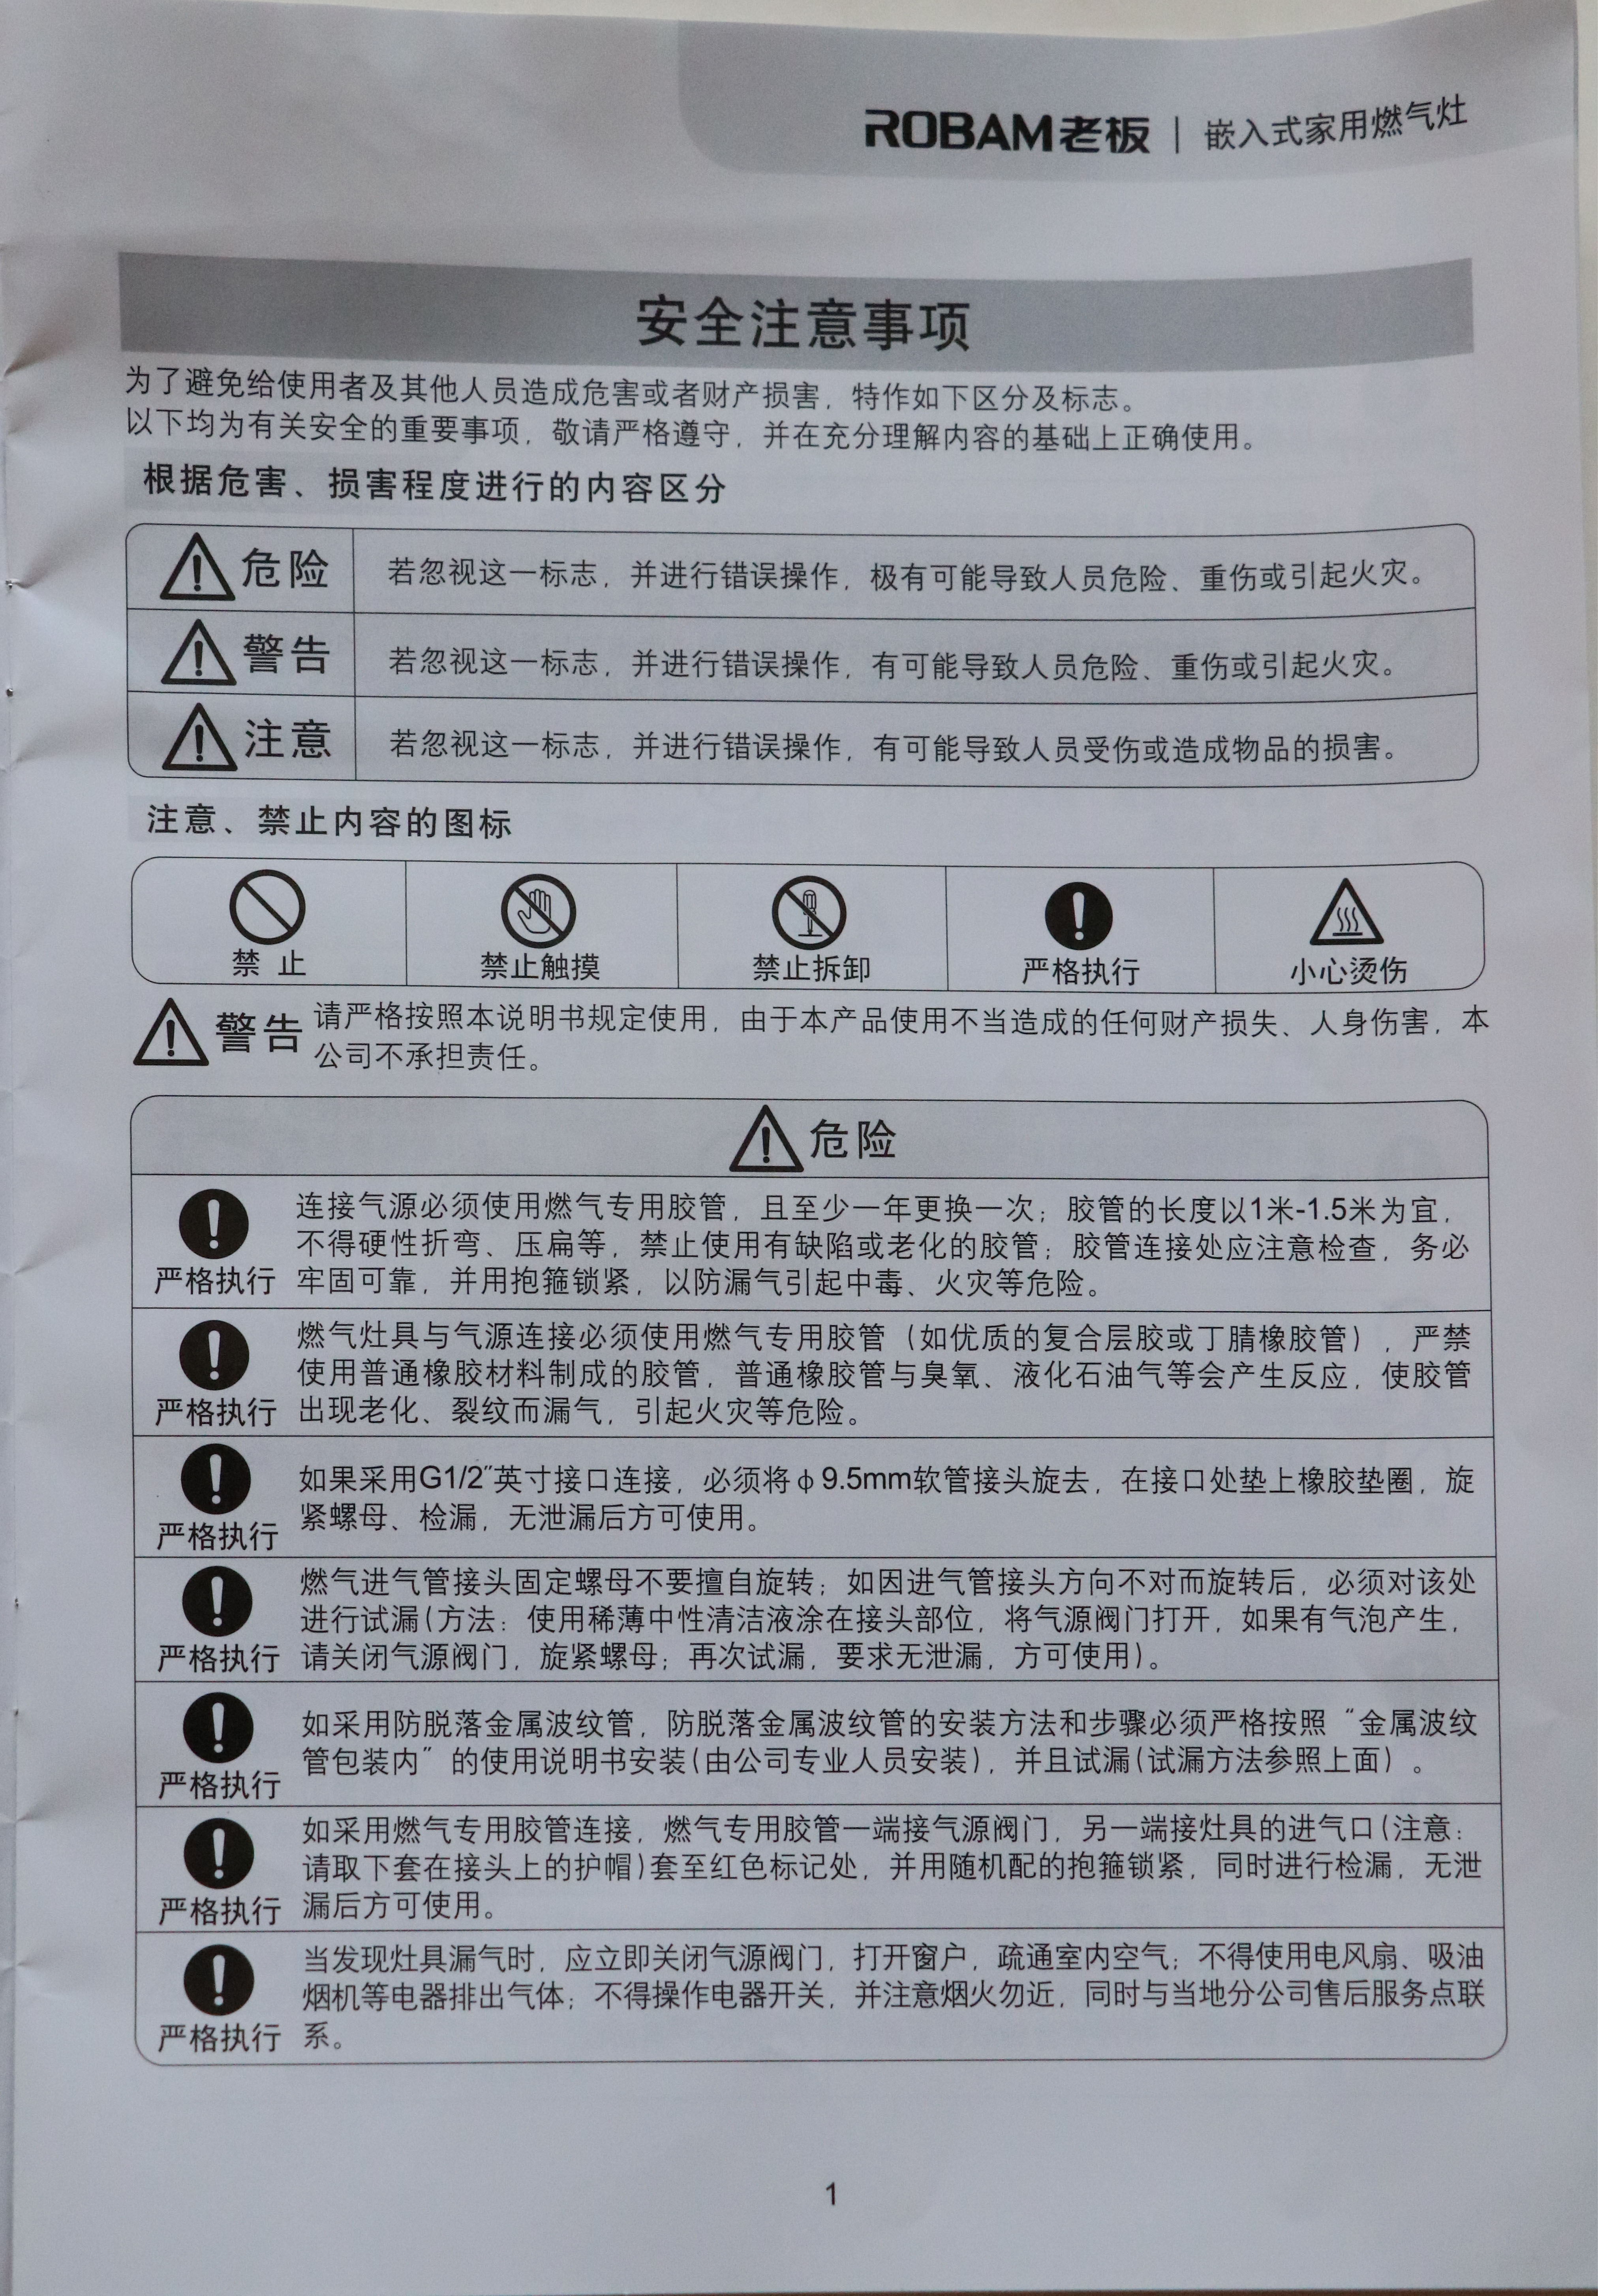 ROBAM老板 | 嵌入式家用燃气灶
安全注意事项
为了避免给使用者及其他人员造成危害或者财产损害，特作如下区分及标志。
以下均为有关安全的重要事项，敬请严格遵守，并在充分理解内容的基础上正确使用。
根据危害、损害程度进行的内容区分
危险 若忽视这一标志，并进行错误操作，极有可能导致人员危险、重伤或引起火灾。
警告 若忽视这一标志，并进行错误操作，有可能导致人员危险、重伤或引起火灾。
注意 若忽视这一标志，并进行错误操作，有可能导致人员受伤或造成物品的损害。
注意、禁止内容的图标
禁 止 禁止触摸 禁止拆卸 严格执行 小心烫伤
警告 请严格按照本说明书规定使用，由于本产品使用不当造成的任何财产损失、人身伤害，本
公司不承担责任。
危险
连接气源必须使用燃气专用胶管，且至少一年更换一次；胶管的长度以1米-1.5米为宜，
不得硬性折弯、压扁等，禁止使用有缺陷或老化的胶管；胶管连接处应注意检查，务必
严格执行 牢固可靠，并用抱箍锁紧，以防漏气引起中毒、火灾等危险。
燃气灶具与气源连接必须使用燃气专用胶管（如优质的复合层胶或丁腈橡胶管），严禁
使用普通橡胶材料制成的胶管，普通橡胶管与臭氧、液化石油气等会产生反应，使胶管
严格执行 出现老化、裂纹而漏气，引起火灾等危险。
如果采用G1/2″英寸接口连接，必须将φ9.5mm软管接头旋去，在接口处垫上橡胶垫圈，旋
紧螺母、检漏，无泄漏后方可使用。
严格执行
燃气进气管接头固定螺母不要擅自旋转；如因进气管接头方向不对而旋转后，必须对该处
进行试漏(方法：使用稀薄中性清洁液涂在接头部位，将气源阀门打开，如果有气泡产生，
严格执行 请关闭气源阀门，旋紧螺母；再次试漏，要求无泄漏，方可使用)。
如采用防脱落金属波纹管，防脱落金属波纹管的安装方法和步骤必须严格按照“金属波纹
管包装内”的使用说明书安装(由公司专业人员安装)，并且试漏(试漏方法参照上面）。
严格执行
如采用燃气专用胶管连接，燃气专用胶管一端接气源阀门，另一端接灶具的进气口(注意：
请取下套在接头上的护帽)套至红色标记处，并用随机配的抱箍锁紧，同时进行检漏，无泄
严格执行 漏后方可使用。
当发现灶具漏气时，应立即关闭气源阀门，打开窗户，疏通室内空气；不得使用电风扇、吸油
烟机等电器排出气体；不得操作电器开关，并注意烟火勿近，同时与当地分公司售后服务点联
严格执行 系。
1